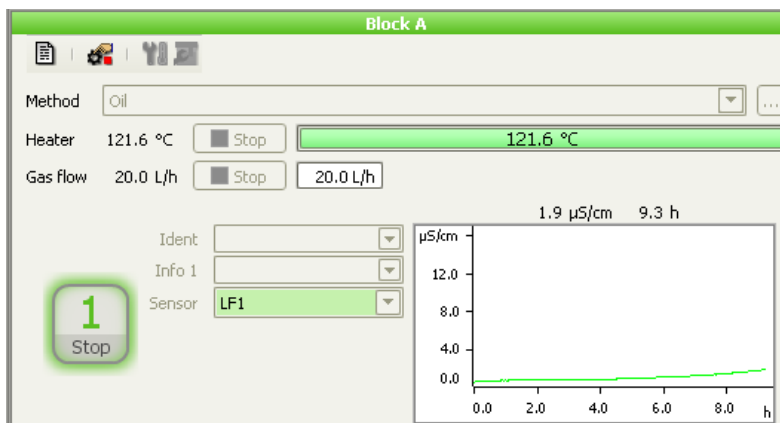 Block A
Method Oil ...
Heater 121.6 °C Stop 121.6 °C
Gas flow 20.0 L/h Stop 20.0 L/h
1.9 µS/cm 9.3 h
Ident
Info 1
Sensor LF1
1
Stop
µS/cm
12.0
8.0
4.0
0.0
0.0 2.0 4.0 6.0 8.0 h